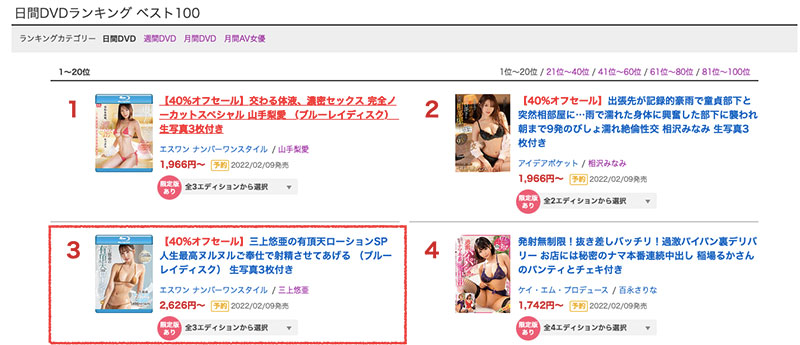 日間DVDランキング ベスト100
ランキングカテゴリー 日間DVD 週間DVD 月間DVD 月間AV女優
1〜20位
1位〜20位 / 21位〜40位 / 41位〜60位 / 61位〜80位 / 81位〜100位
1
【40%オフセール】交わる体液、濃密セックス 完全ノ
ーカットスペシャル 山手梨愛 （ブルーレイディスク）
生写真3枚付き
エスワン ナンバーワンスタイル / 山手梨愛
1,966円〜 予約 2022/02/09発売
限定版
あり
全3エディションから選択
2
【40%オフセール】出張先が記録的豪雨で童貞部下と
突然相部屋に…雨で濡れた身体に興奮した部下に襲われ
朝まで9発のびしょ濡れ絶倫性交 相沢みなみ 生写真3
枚付き
アイデアポケット / 相沢みなみ
1,966円〜 予約 2022/02/09発売
限定版
あり
全2エディションから選択
3
【40%オフセール】三上悠亜の有頂天ローションSP
人生最高ヌルヌルご奉仕で射精させてあげる （ブルー
レイディスク） 生写真3枚付き
エスワン ナンバーワンスタイル / 三上悠亜
2,626円〜 予約 2022/02/09発売
限定版
あり
全3エディションから選択
4
発射無制限！抜き差しバッチリ！過激パイパン裏デリバ
リー お店には秘密のナマ本番連続中出し 稲場るかさん
のパンティとチェキ付き
ケイ・エム・プロデュース / 百永さりな
1,742円〜 予約 2022/02/09発売
限定版
あり
全4エディションから選択